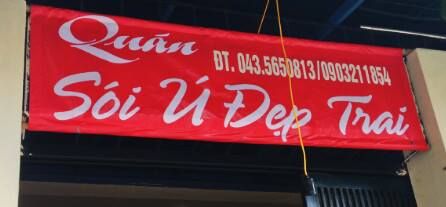 Quán
ĐT. 043.5650813/0903211854
Sói Ú Đẹp Trai